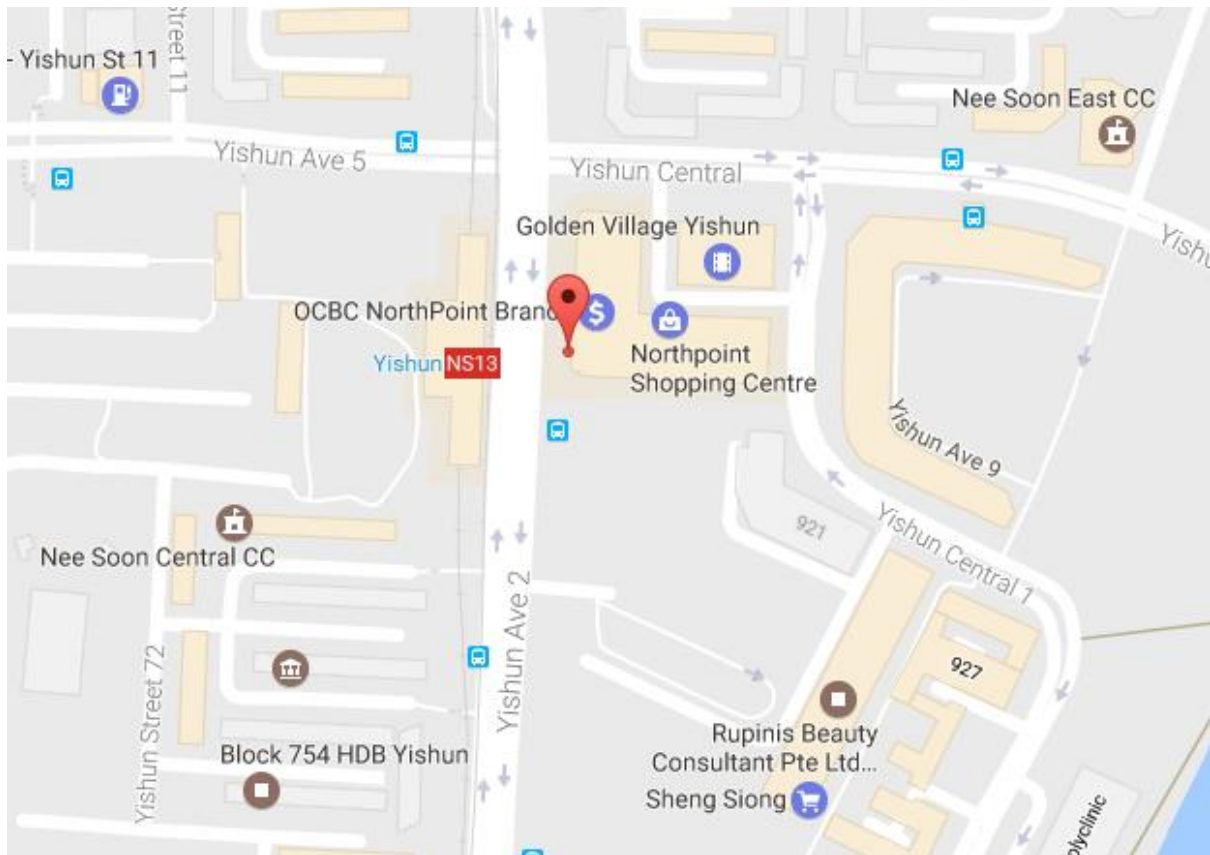 Street 11
- Yishun St 11
Nee Soon East CC
Yishun Ave 5
Yishun Central
Golden Village Yishun
Yishun
OCBC NorthPoint Branc
$
Northpoint
Shopping Centre
Yishun NS13
Yishun Ave 9
921
Yishun Central 1
Nee Soon Central CC
Yishun Ave 2
927
Yishun Street 72
Rupinis Beauty
Consultant Pte Ltd...
Block 754 HDB Yishun
Sheng Siong
olyclinic